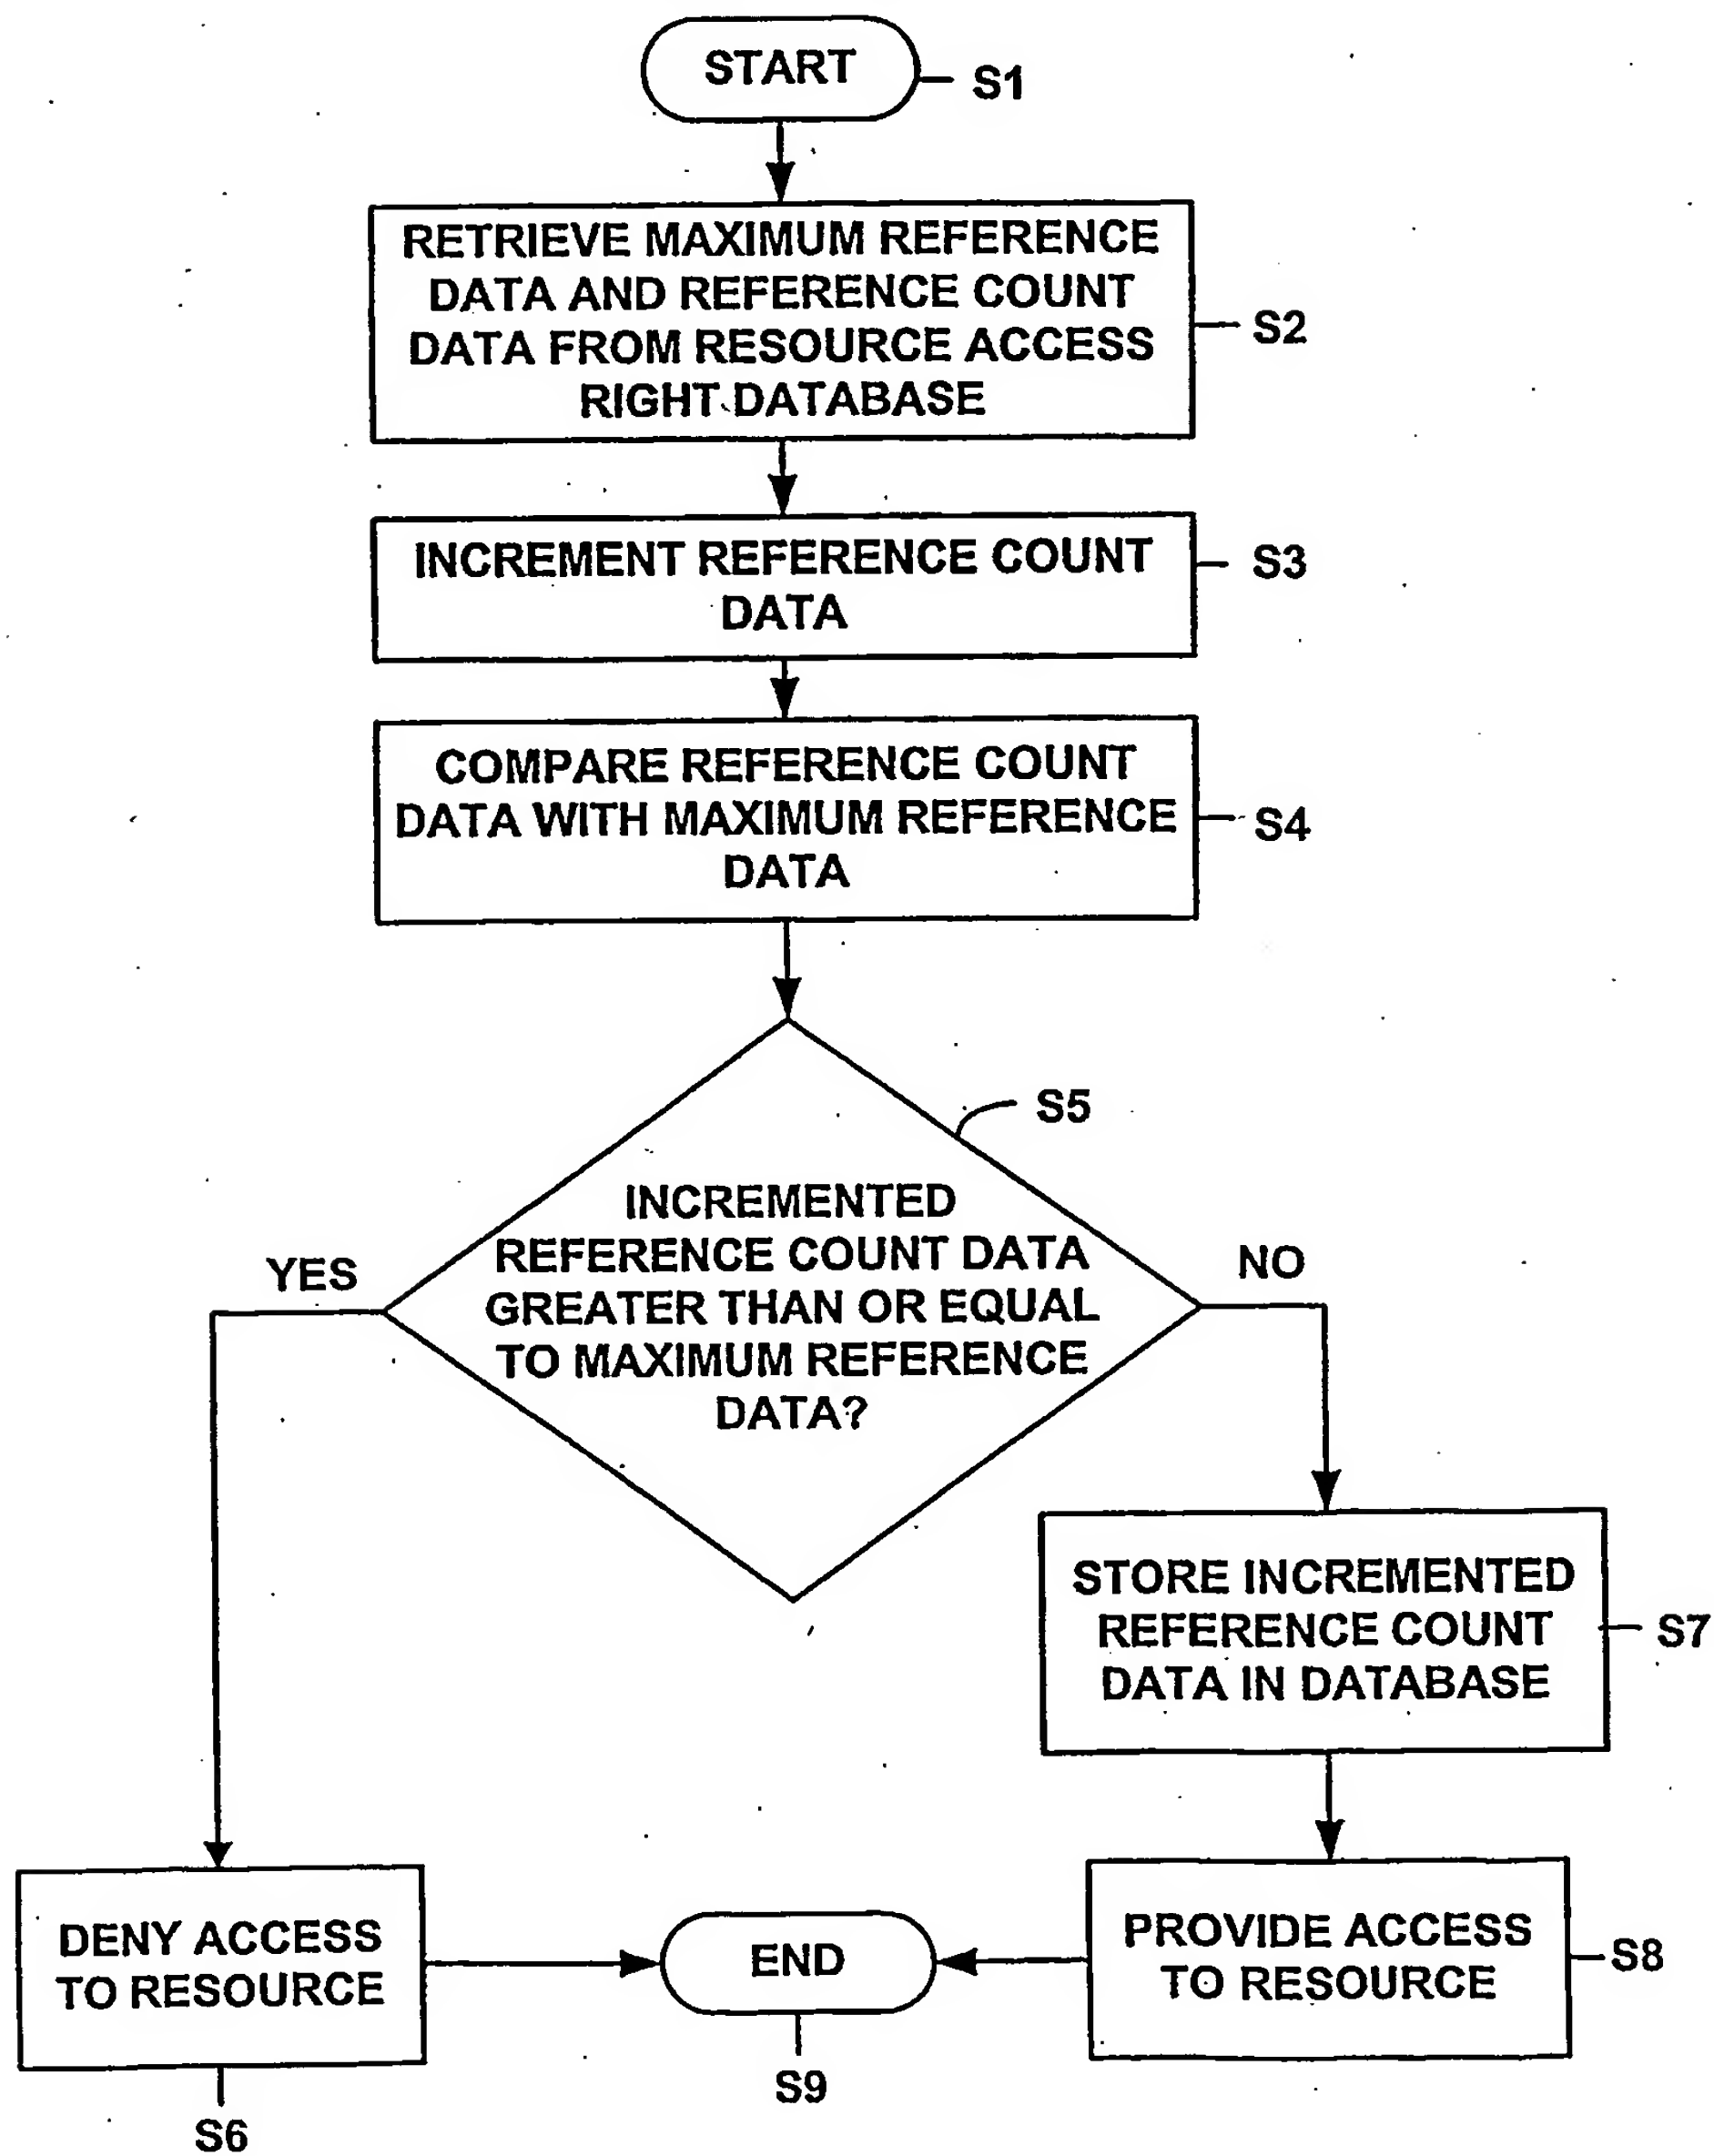 START
S1
RETRIEVE MAXIMUM REFERENCE
DATA AND REFERENCE COUNT
DATA FROM RESOURCE ACCESS
RIGHT DATABASE
S2
INCREMENT REFERENCE COUNT
DATA
S3
COMPARE REFERENCE COUNT
DATA WITH MAXIMUM REFERENCE
DATA
S4
S5
INCREMENTED
REFERENCE COUNT DATA
GREATER THAN OR EQUAL
TO MAXIMUM REFERENCE
DATA?
YES
NO
STORE INCREMENTED
REFERENCE COUNT
DATA IN DATABASE
S7
DENY ACCESS
TO RESOURCE
S6
END
S9
PROVIDE ACCESS
TO RESOURCE
S8